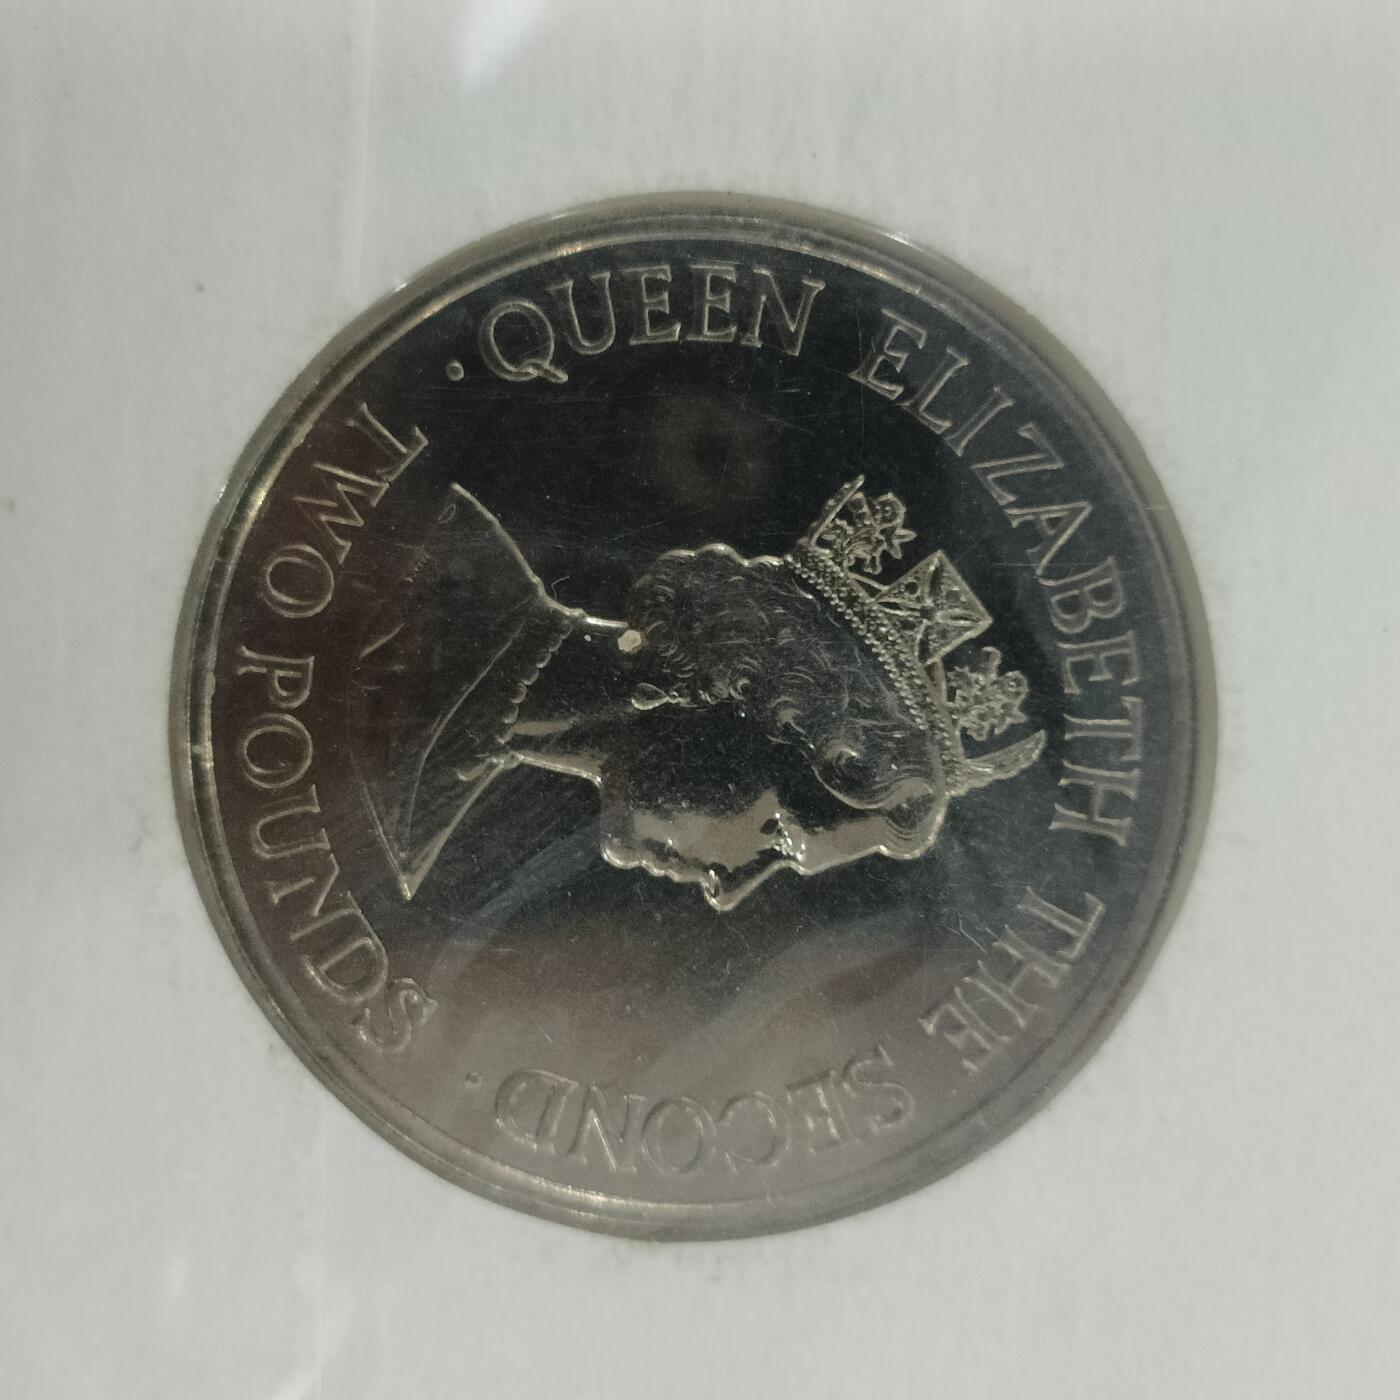 · QUEEN ELIZABETH THE SECOND ·
TWO POUNDS